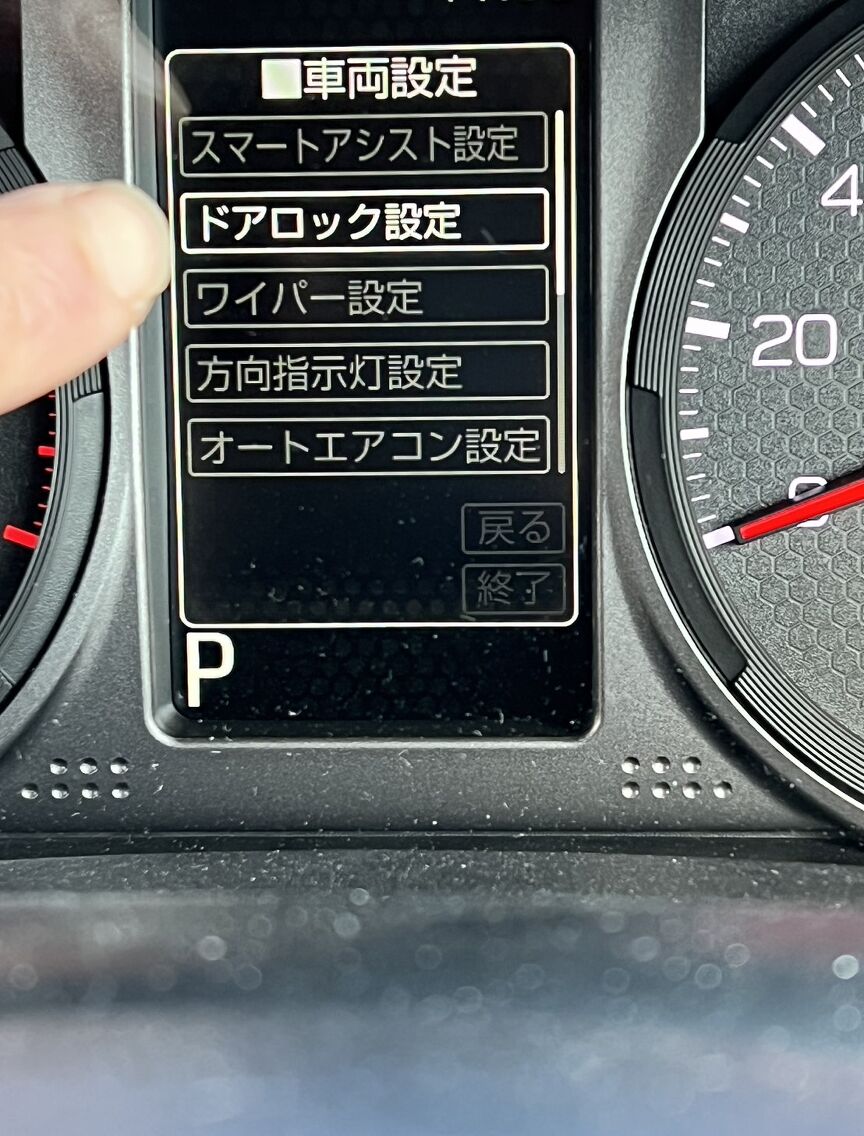 ■車両設定
スマートアシスト設定
ドアロック設定
ワイパー設定
方向指示灯設定
オートエアコン設定
戻る
終了
P
4
20
0